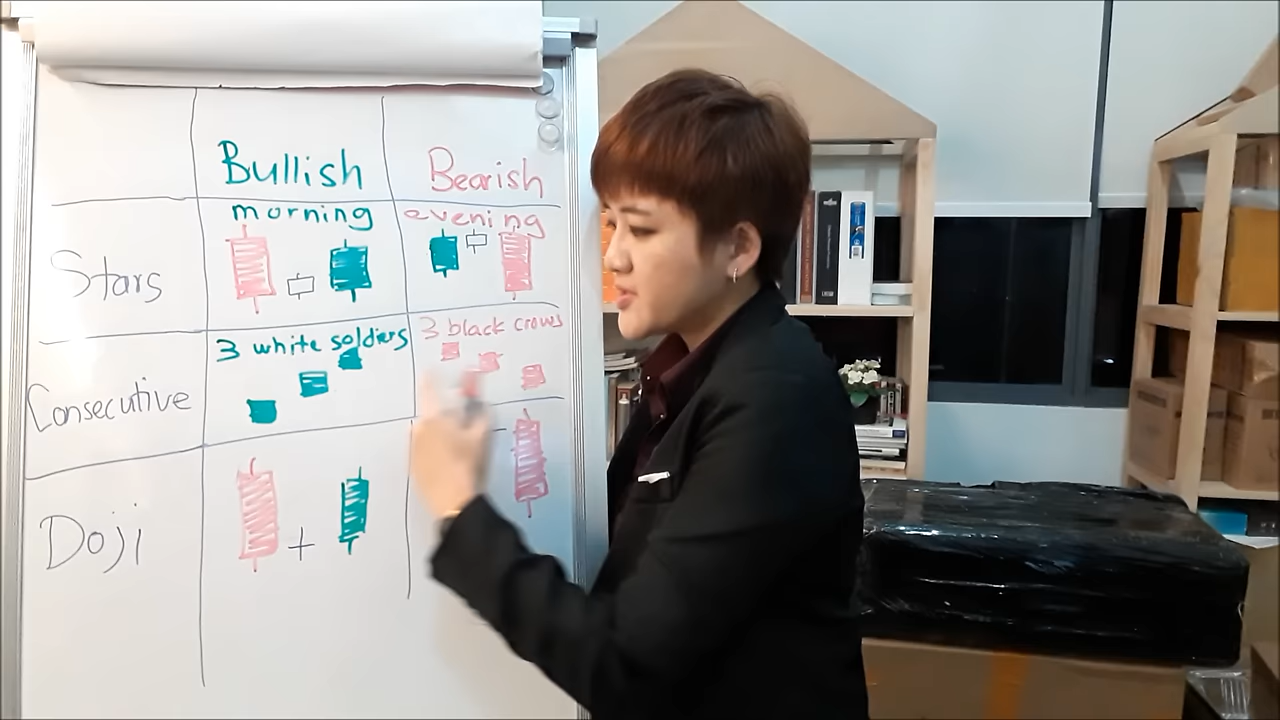 Bullish
Bearish
Stars
morning
evening
Consecutive
3 white soldiers
3 black crows
Doji